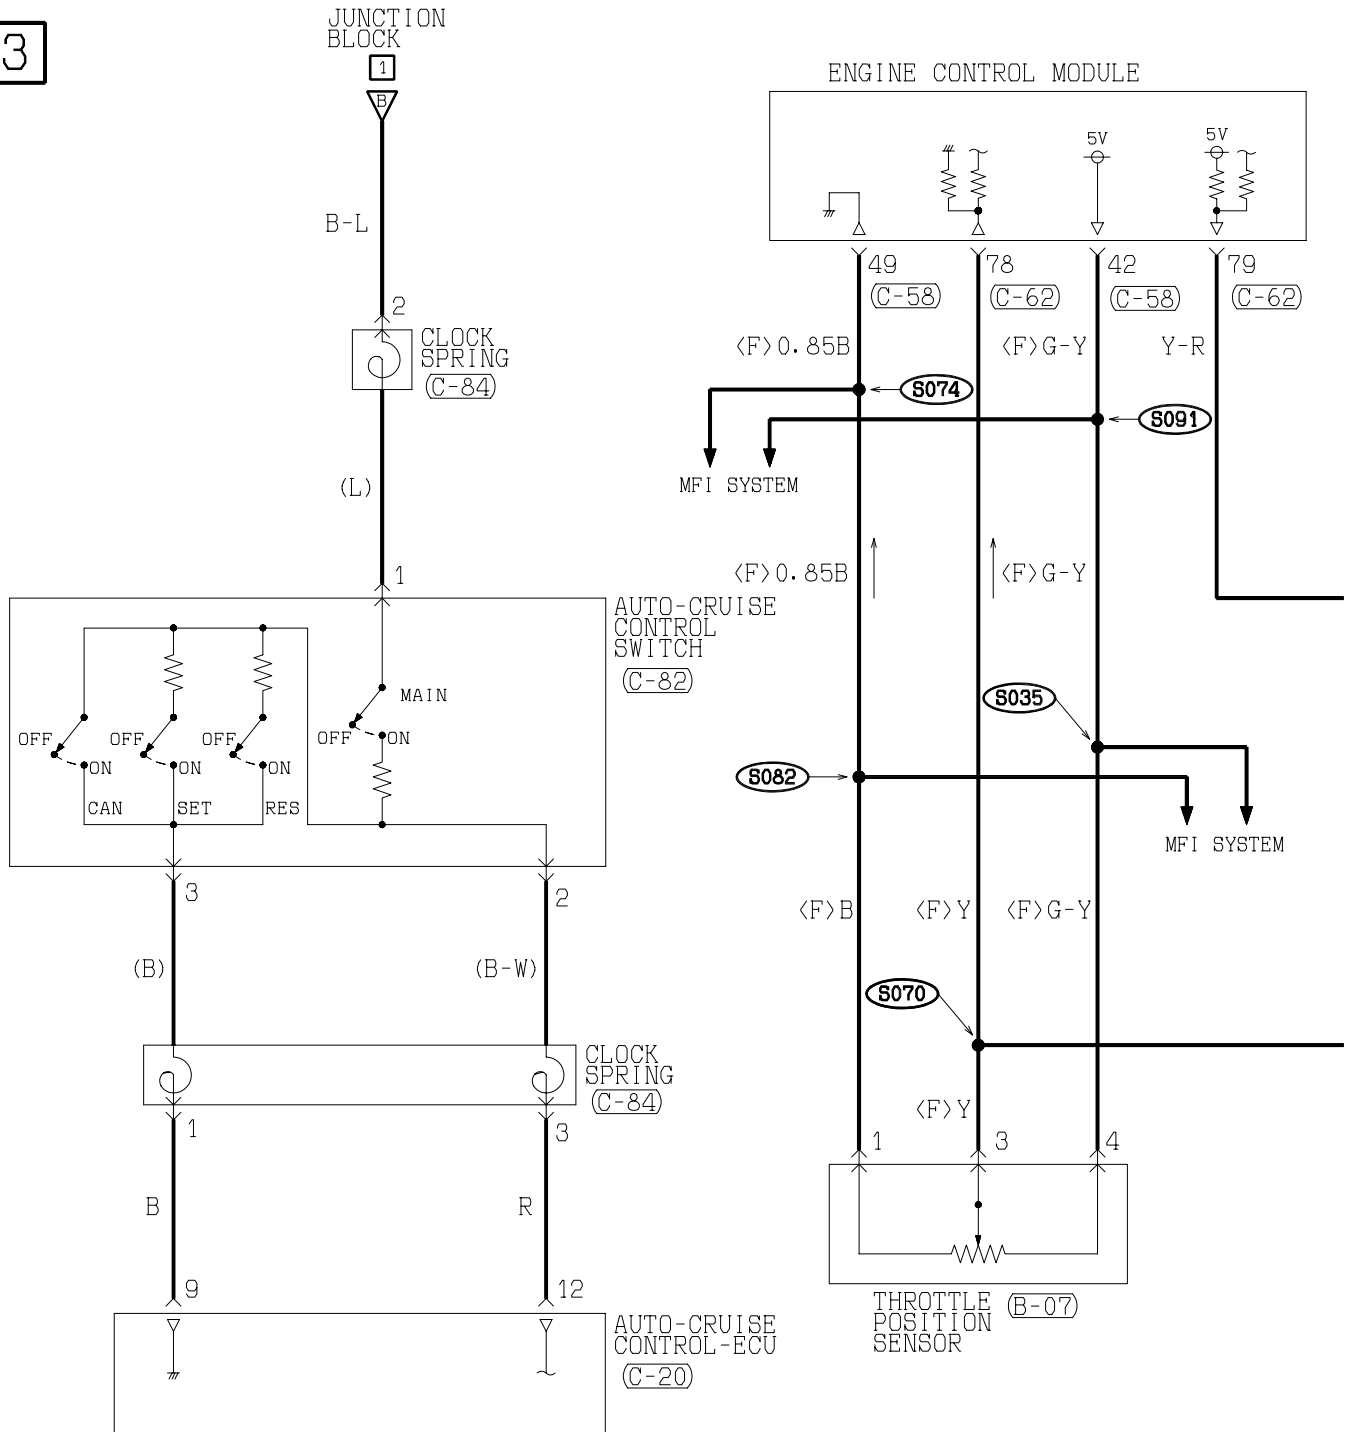 3
JUNCTION
BLOCK
1
B
B-L
2
CLOCK
SPRING
(C-84)
(L)
1
AUTO-CRUISE
CONTROL
SWITCH
(C-82)
MAIN
OFF
ON
OFF
ON
OFF
ON
OFF
ON
CAN
SET
RES
3
2
(B)
(B-W)
CLOCK
SPRING
(C-84)
1
3
B
R
9
12
AUTO-CRUISE
CONTROL-ECU
(C-20)
ENGINE CONTROL MODULE
5V
5V
49
78
42
79
(C-58)
(C-62)
(C-58)
(C-62)
<F>0.85B
<F>G-Y
Y-R
S074
S091
MFI SYSTEM
<F>0.85B
<F>G-Y
S035
S082
MFI SYSTEM
<F>B
<F>Y
<F>G-Y
S070
<F>Y
1
3
4
THROTTLE
POSITION
SENSOR
(B-07)